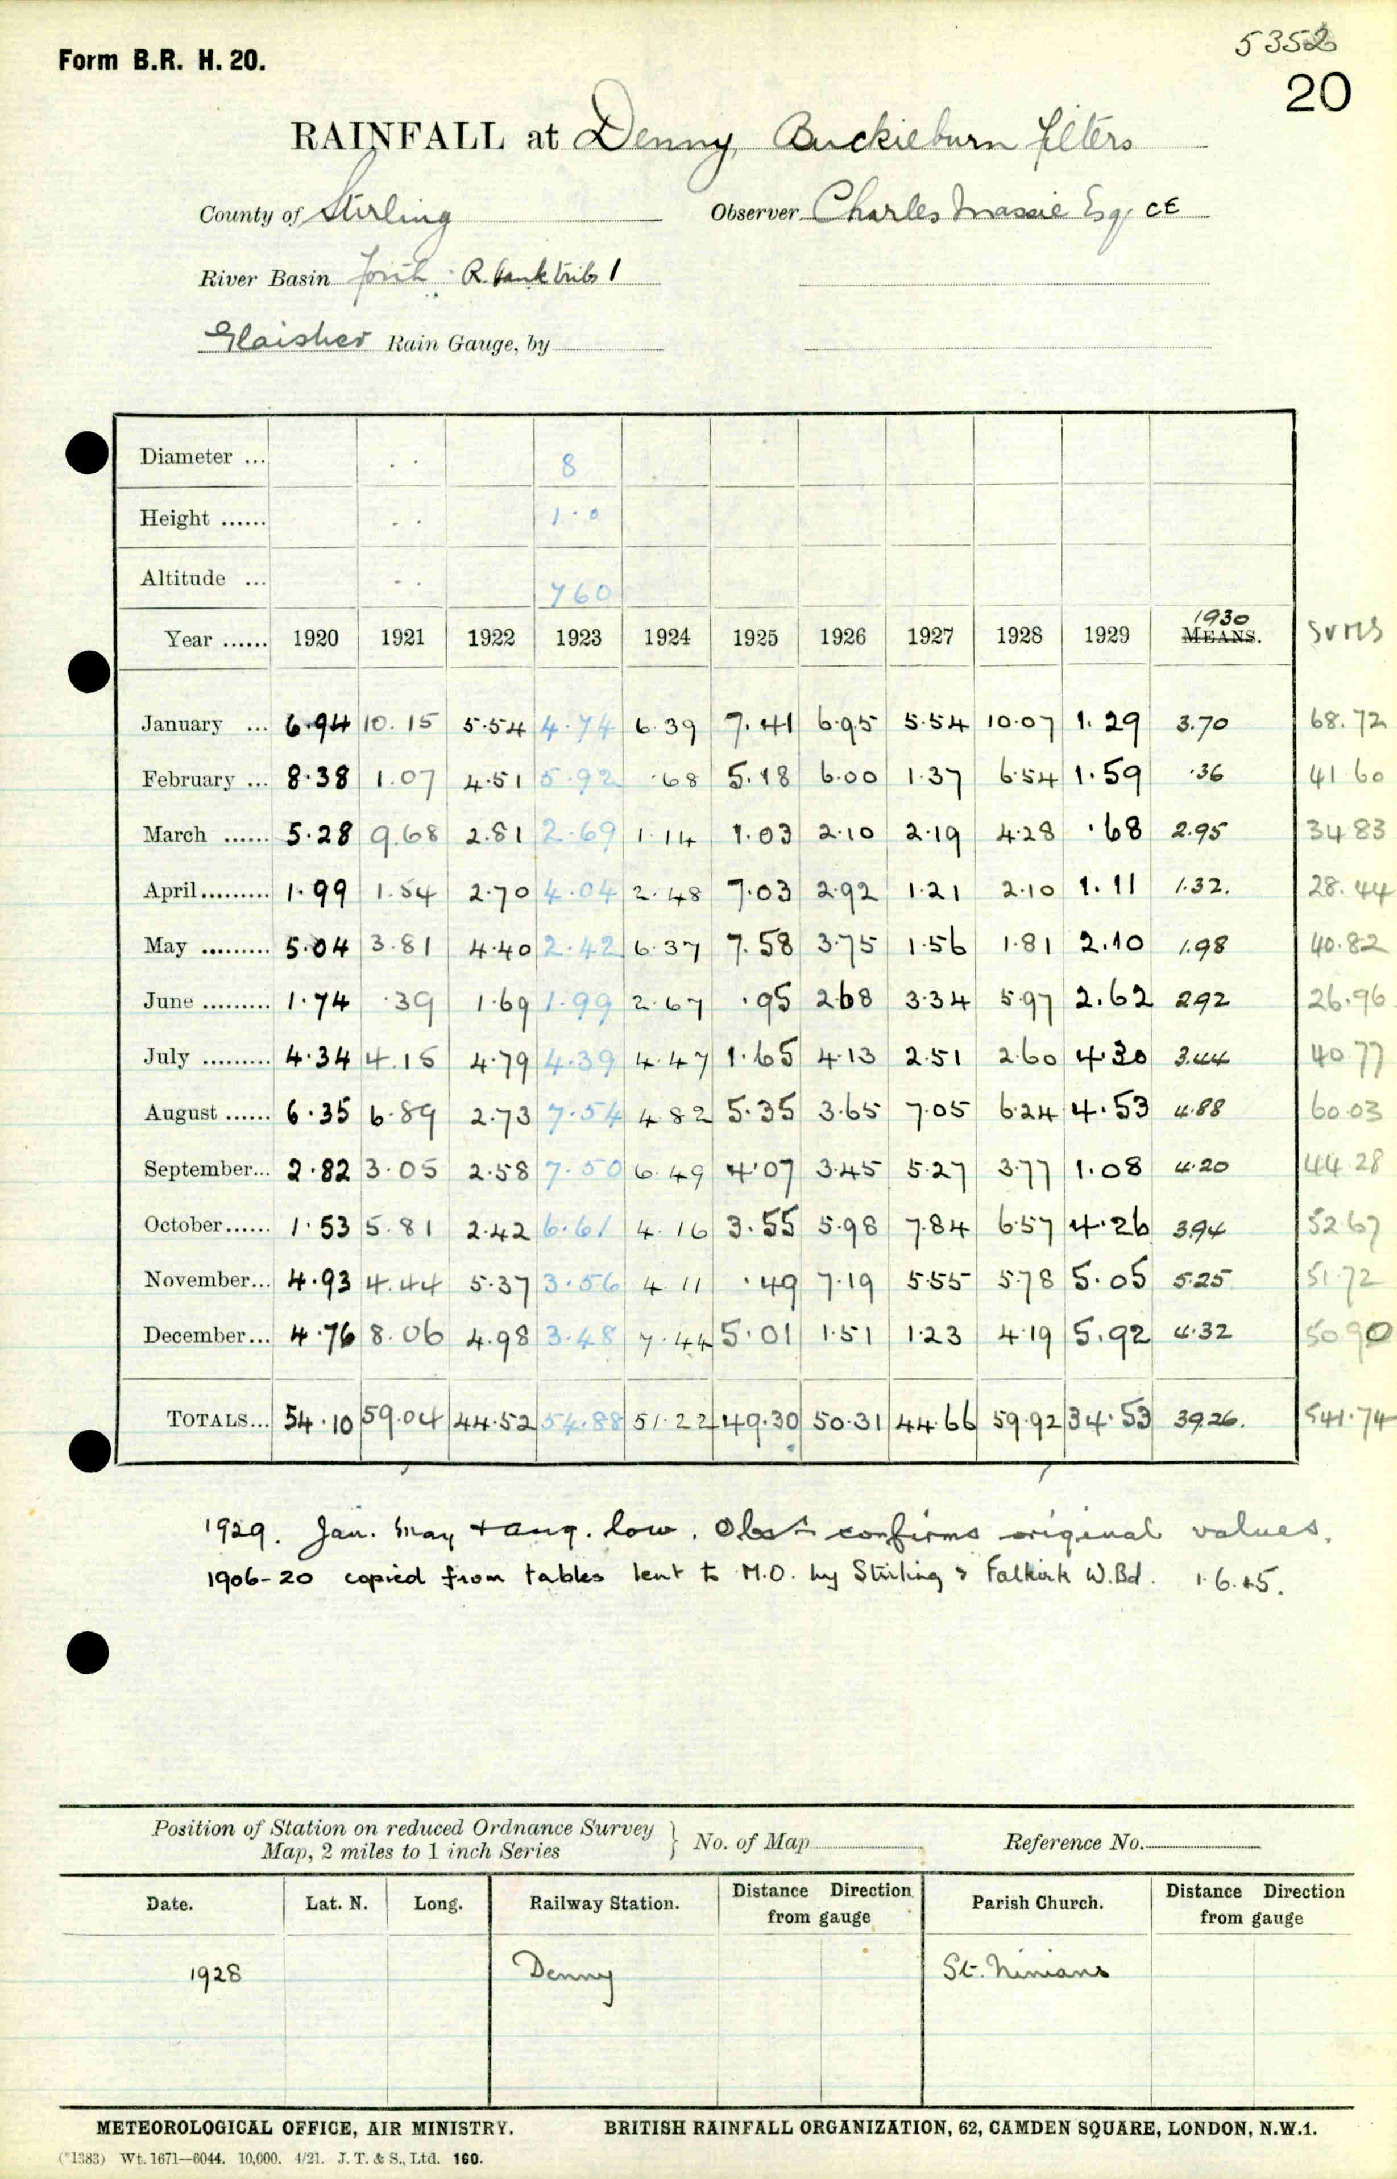 5352
Form B.R. H. 20.
20
RAINFALL at Denny, Buckieburn filters
County of Stirling Observer Charles Massie Esq. CE
River Basin Forth R. Bank tribs 1
Glaisher Rain Gauge, by
Diameter ... 8
Height ...... 1·0
Altitude ... 760
Year ...... 1920 1921 1922 1923 1924 1925 1926 1927 1928 1929 1930 MEANS. SUMS
January ... 6·94 10.15 5·54 4·74 6·39 7.41 6·95 5·54 10·07 1.29 3.70 68.72
February ... 8·38 1.07 4·51 5·92 ·68 5.18 6·00 1·37 6·54 1·59 ·36 41 60
March ...... 5·28 9.68 2.81 2·69 1·14 1.03 2·10 2·19 4·28 ·68 2.95 34 83
April ......... 1·99 1.54 2·70 4·04 2·48 7·03 2·92 1·21 2·10 1.11 1.32. 28.44
May ......... 5·04 3.81 4·40 2·42 6·37 7.58 3·75 1·56 1·81 2.10 1.98 40.82
June ......... 1·74 ·39 1·69 1·99 2·67 ·95 2·68 3·34 5·97 2.62 2.92 26.96
July ......... 4·34 4.15 4·79 4·39 4·47 1·65 4·13 2·51 2·60 4·30 3.44 40.77
August ...... 6·35 6·89 2·73 7·54 4 82 5·35 3·65 7·05 6·24 4·53 4·88 60.03
September... 2·82 3·05 2·58 7·50 6·49 4·07 3·45 5·27 3·77 1·08 4·20 44.28
October...... 1·53 5.81 2·42 6·61 4·16 3.55 5·98 7·84 6·57 4·26 3.94 52.67
November... 4·93 4.44 5·37 3·56 4 11 ·49 7·19 5·55 5·78 5·05 5·25 51.72
December... 4·76 8.06 4.98 3·48 7·44 5·01 1·51 1·23 4·19 5.92 4·32 50.90
TOTALS... 54·10 59.04 44·52 54·88 51·22 49·30 50·31 44·66 59·92 34·53 39.26. 541.74
1929. Jan. May + Aug. low. Obsr confirms original values.
1906-20 copied from tables lent to M.O. by Stirling & Falkirk W.Bd. 1.6.45.
Position of Station on reduced Ordnance Survey
Map, 2 miles to 1 inch Series } No. of Map Reference No.
Date. Lat. N. Long. Railway Station. Distance Direction from gauge Parish Church. Distance Direction from gauge
1928 Denny St. Ninians
METEOROLOGICAL OFFICE, AIR MINISTRY. BRITISH RAINFALL ORGANIZATION, 62, CAMDEN SQUARE, LONDON, N.W.1.
(*1383) Wt. 1671—6044. 10,000. 4/21. J. T. & S., Ltd. 160.